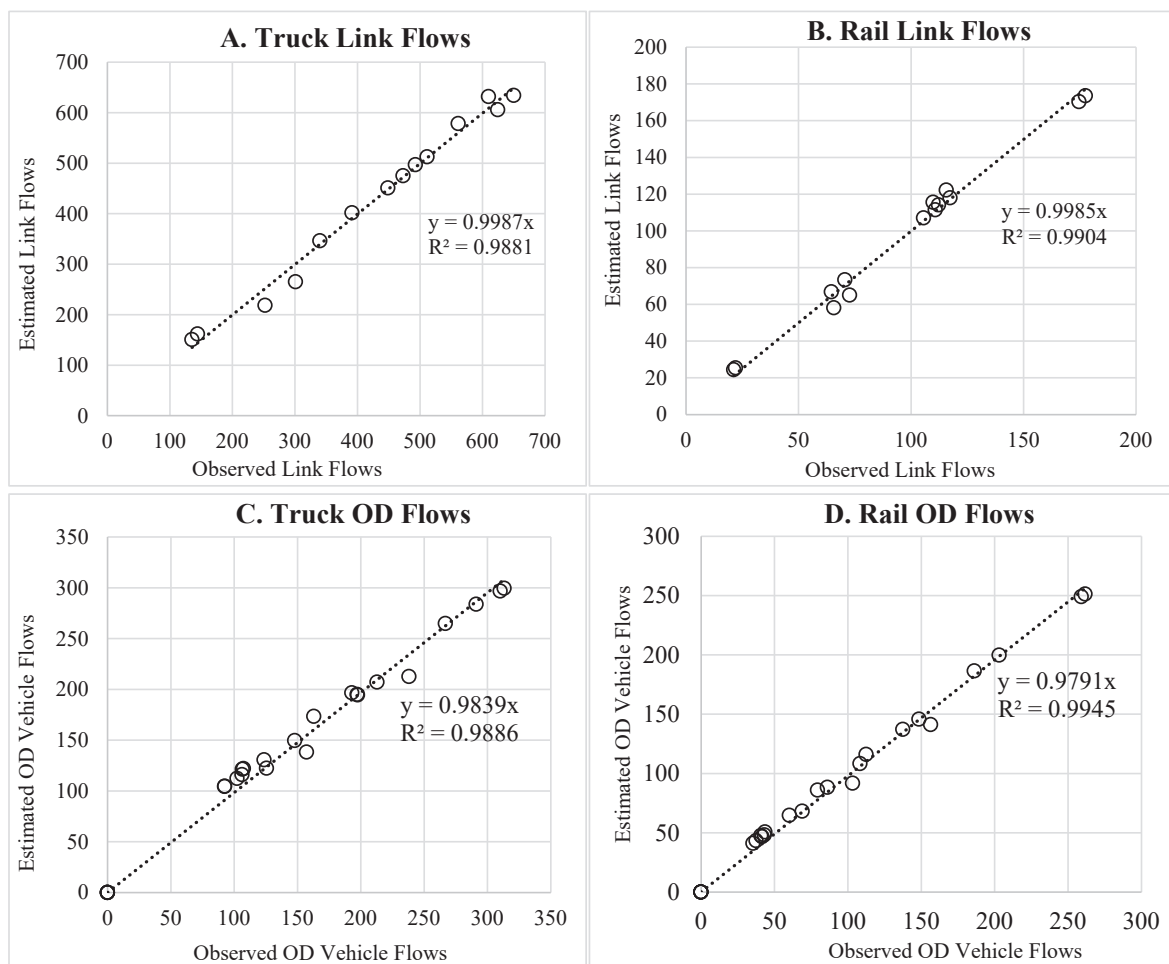 A. Truck Link Flows
700
600
500
400
300
200
100
0
Estimated Link Flows
y = 0.9987x
R² = 0.9881
0 100 200 300 400 500 600 700
Observed Link Flows
B. Rail Link Flows
200
180
160
140
120
100
80
60
40
20
0
Estimated Link Flows
y = 0.9985x
R² = 0.9904
0 50 100 150 200
Observed Link Flows
C. Truck OD Flows
350
300
250
200
150
100
50
0
Estimated OD Vehicle Flows
y = 0.9839x
R² = 0.9886
0 50 100 150 200 250 300 350
Observed OD Vehicle Flows
D. Rail OD Flows
300
250
200
150
100
50
0
Estimated OD Vehicle Flows
y = 0.9791x
R² = 0.9945
0 50 100 150 200 250 300
Observed OD Vehicle Flows